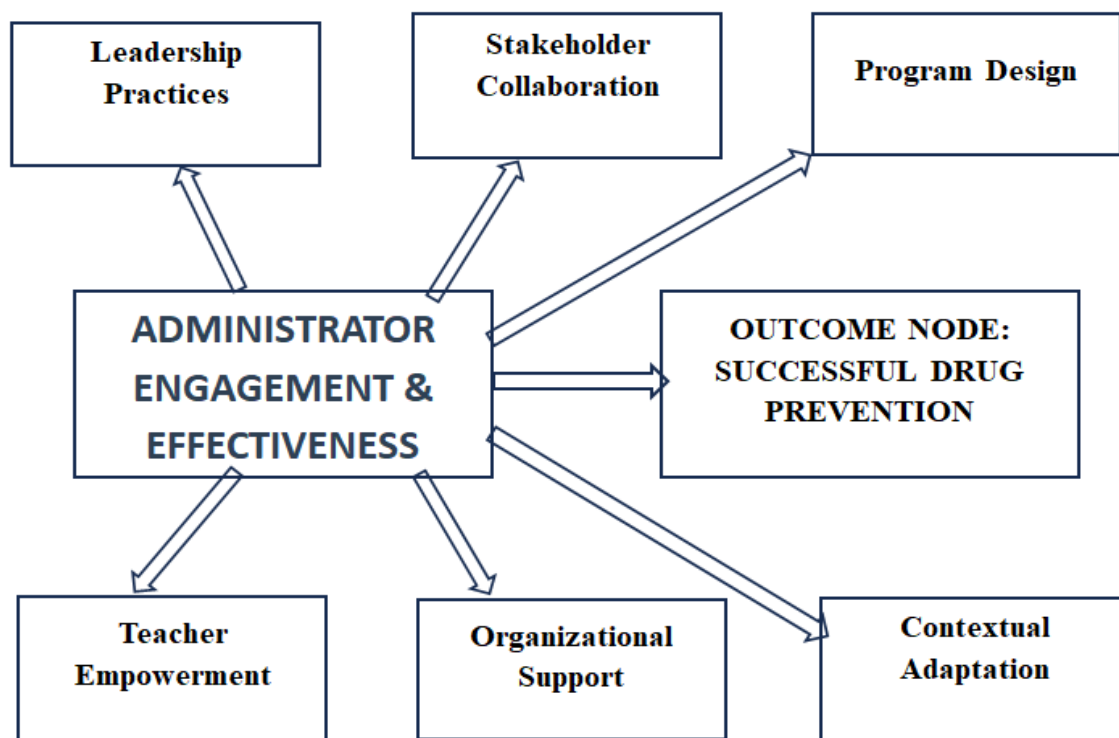 Leadership
Practices
Stakeholder
Collaboration
Program Design
ADMINISTRATOR
ENGAGEMENT &
EFFECTIVENESS
OUTCOME NODE:
SUCCESSFUL DRUG
PREVENTION
Teacher
Empowerment
Organizational
Support
Contextual
Adaptation